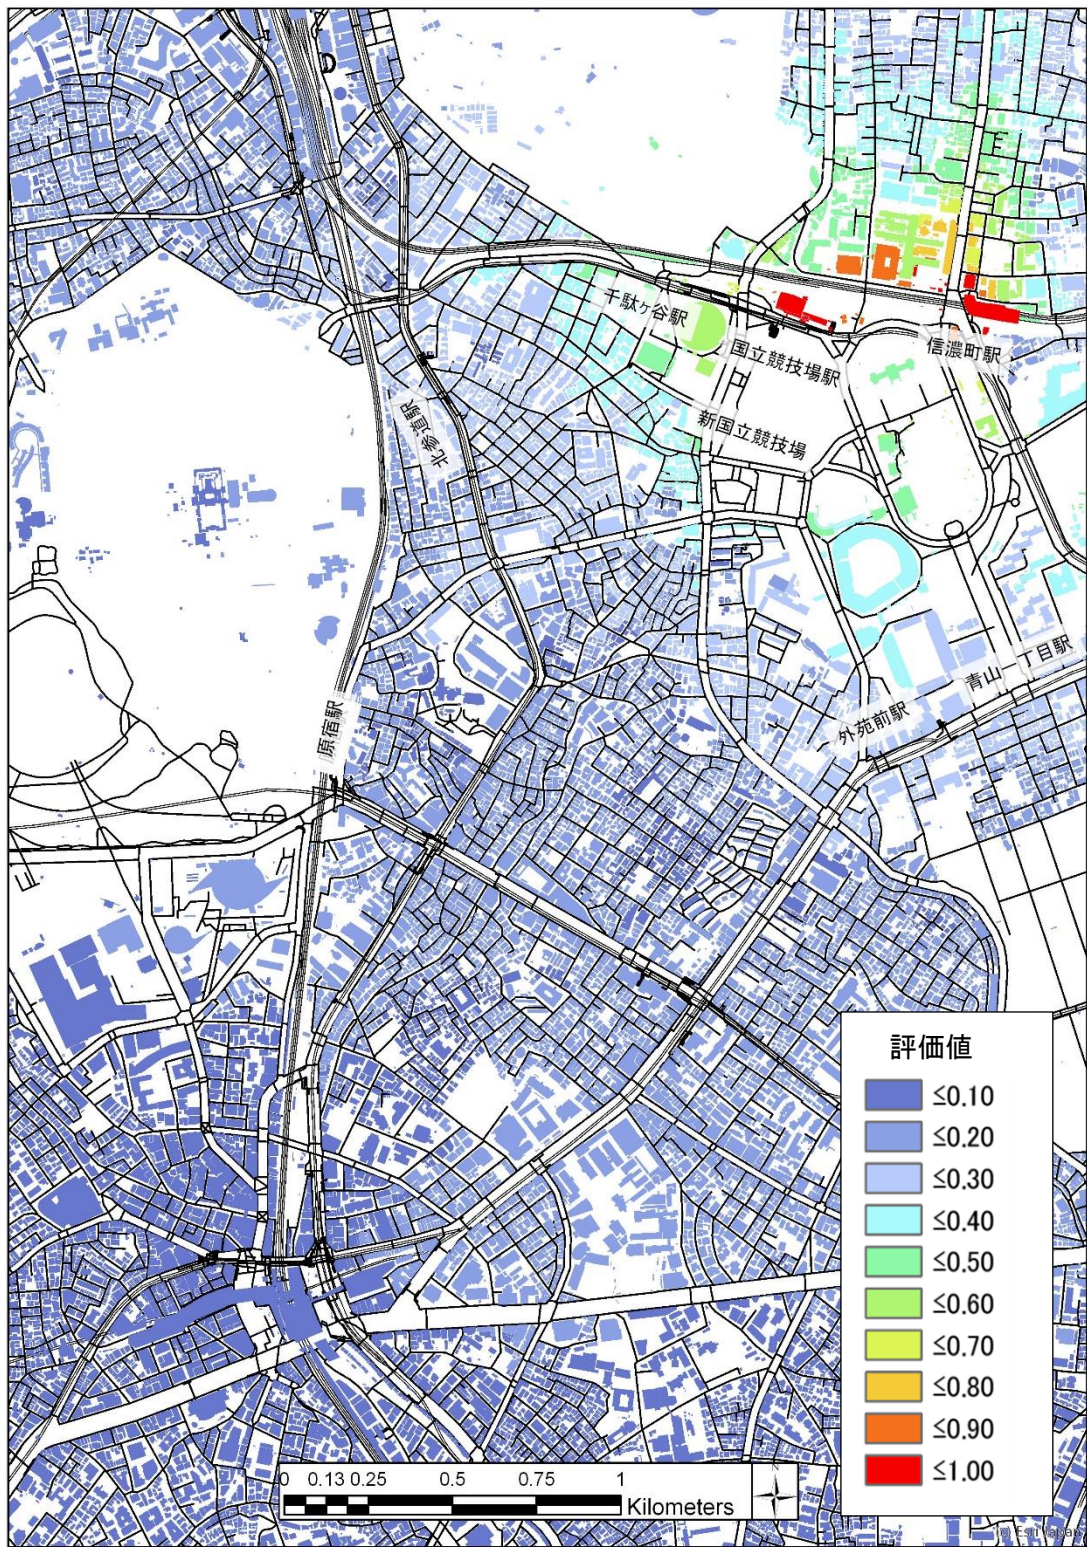 千駄ヶ谷駅
国立競技場駅
信濃町駅
新国立競技場
北参道駅
青山一丁目駅
外苑前駅
原宿駅
評価値
≤0.10
≤0.20
≤0.30
≤0.40
≤0.50
≤0.60
≤0.70
≤0.80
≤0.90
≤1.00
0 0.13 0.25 0.5 0.75 1
Kilometers
(c) Esri Japan